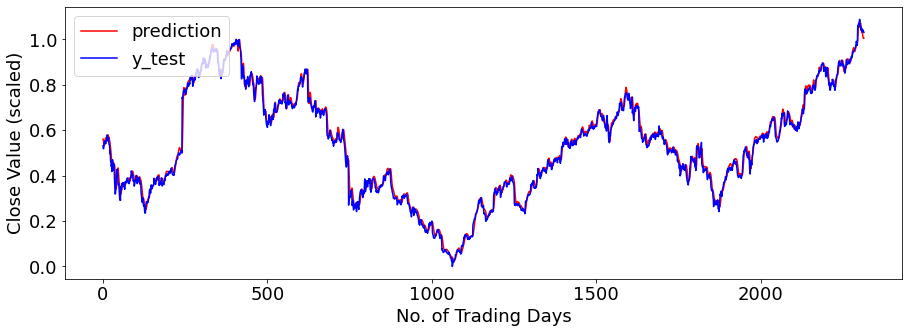 prediction
y_test
Close Value (scaled)
1.0
0.8
0.6
0.4
0.2
0.0
0 500 1000 1500 2000
No. of Trading Days